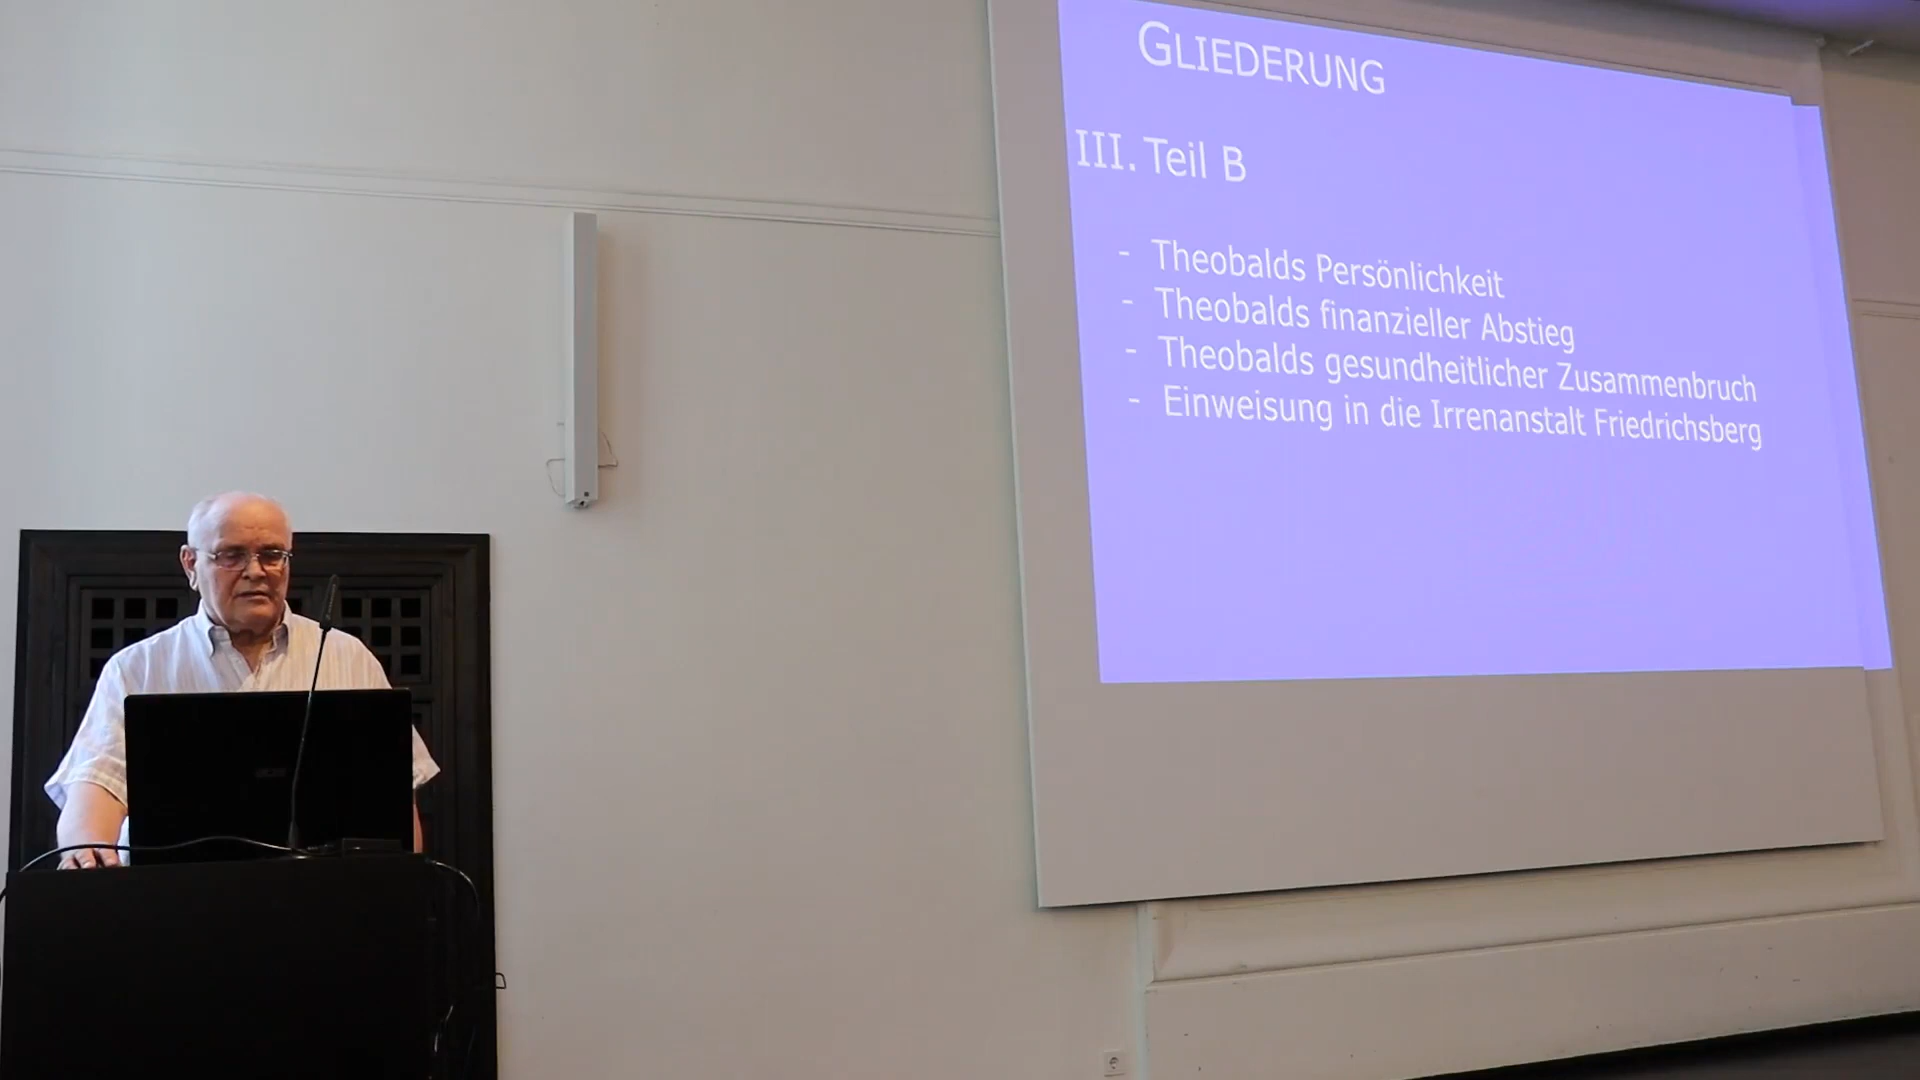 GLIEDERUNG
III. Teil B
- Theobalds Persönlichkeit
- Theobalds finanzieller Abstieg
- Theobalds gesundheitlicher Zusammenbruch
- Einweisung in die Irrenanstalt Friedrichsberg